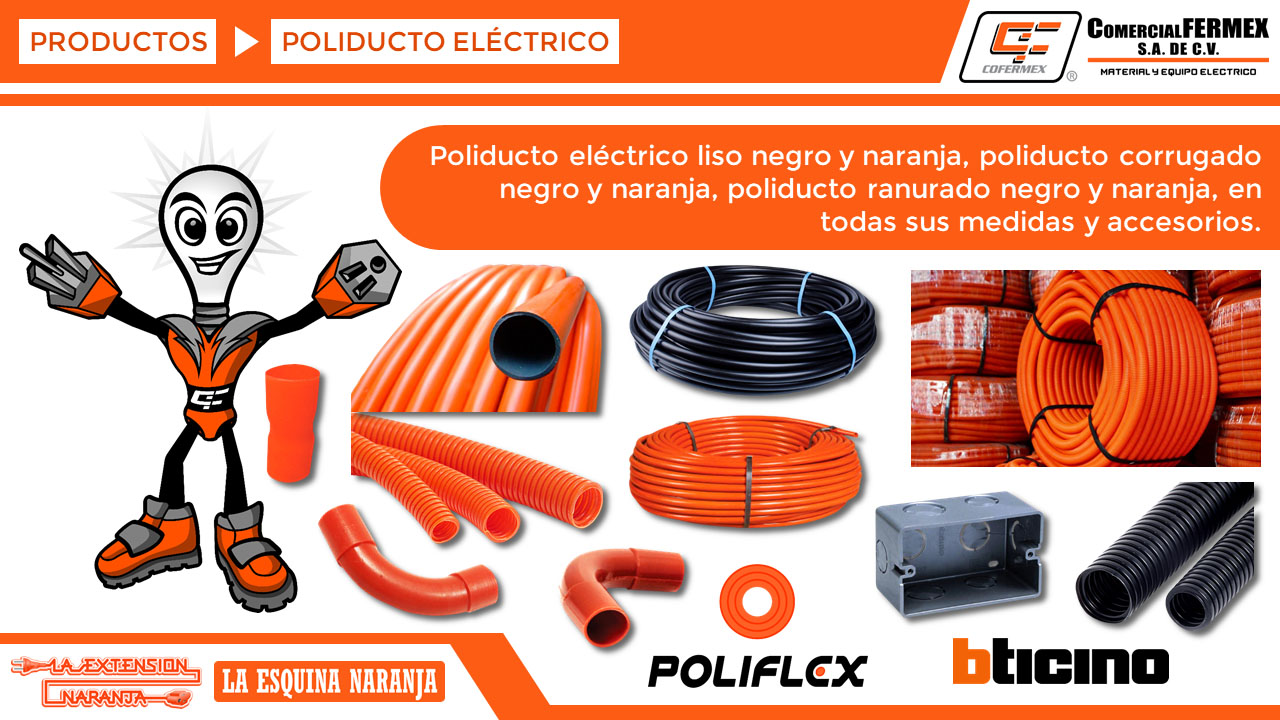 PRODUCTOS
POLIDUCTO ELÉCTRICO
COFERMEX
®
COMERCIALFERMEX
S.A. DE C.V.
MATERIAL Y EQUIPO ELECTRICO
Poliducto eléctrico liso negro y naranja, poliducto corrugado
negro y naranja, poliducto ranurado negro y naranja, en
todas sus medidas y accesorios.
LA EXTENSION
NARANJA
LA ESQUINA NARANJA
POLIFLEX
bticino